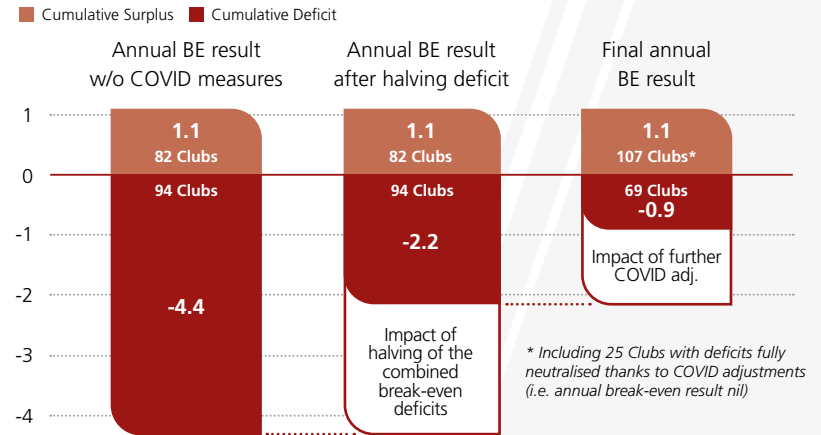 Cumulative Surplus
Cumulative Deficit
Annual BE result
w/o COVID measures
Annual BE result
after halving deficit
Final annual
BE result
1
0
-1
-2
-3
-4
1.1
82 Clubs
94 Clubs
-4.4
1.1
82 Clubs
94 Clubs
-2.2
Impact of
halving of the
combined
break-even
deficits
1.1
107 Clubs*
69 Clubs
-0.9
Impact of further
COVID adj.
* Including 25 Clubs with deficits fully
neutralised thanks to COVID adjustments
(i.e. annual break-even result nil)